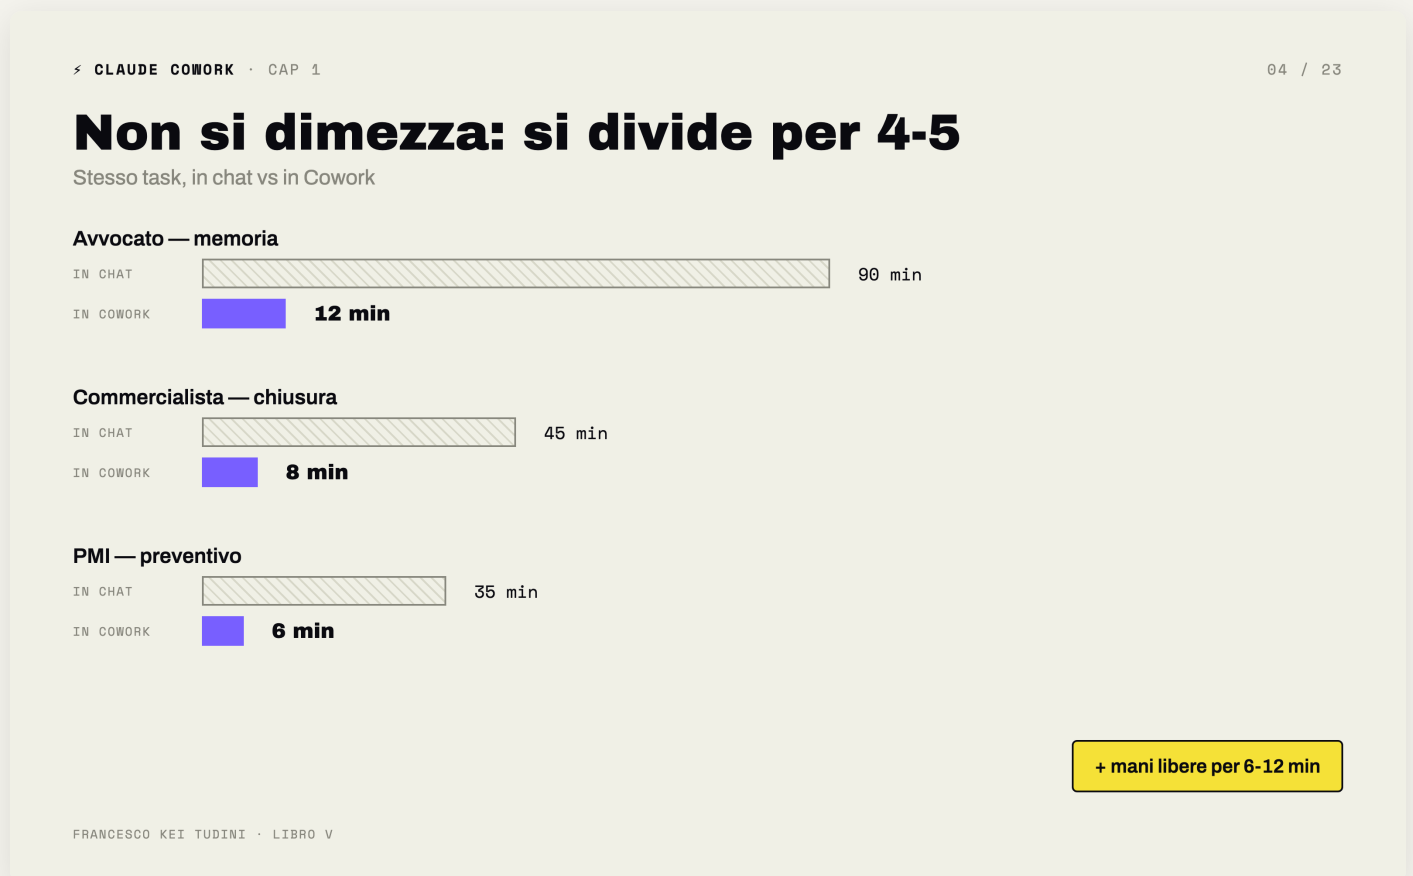 ⚡ CLAUDE COWORK · CAP 1
04 / 23
Non si dimezza: si divide per 4-5
Stesso task, in chat vs in Cowork
Avvocato — memoria
IN CHAT
90 min
IN COWORK
12 min
Commercialista — chiusura
IN CHAT
45 min
IN COWORK
8 min
PMI — preventivo
IN CHAT
35 min
IN COWORK
6 min
+ mani libere per 6-12 min
FRANCESCO KEI TUDINI · LIBRO V